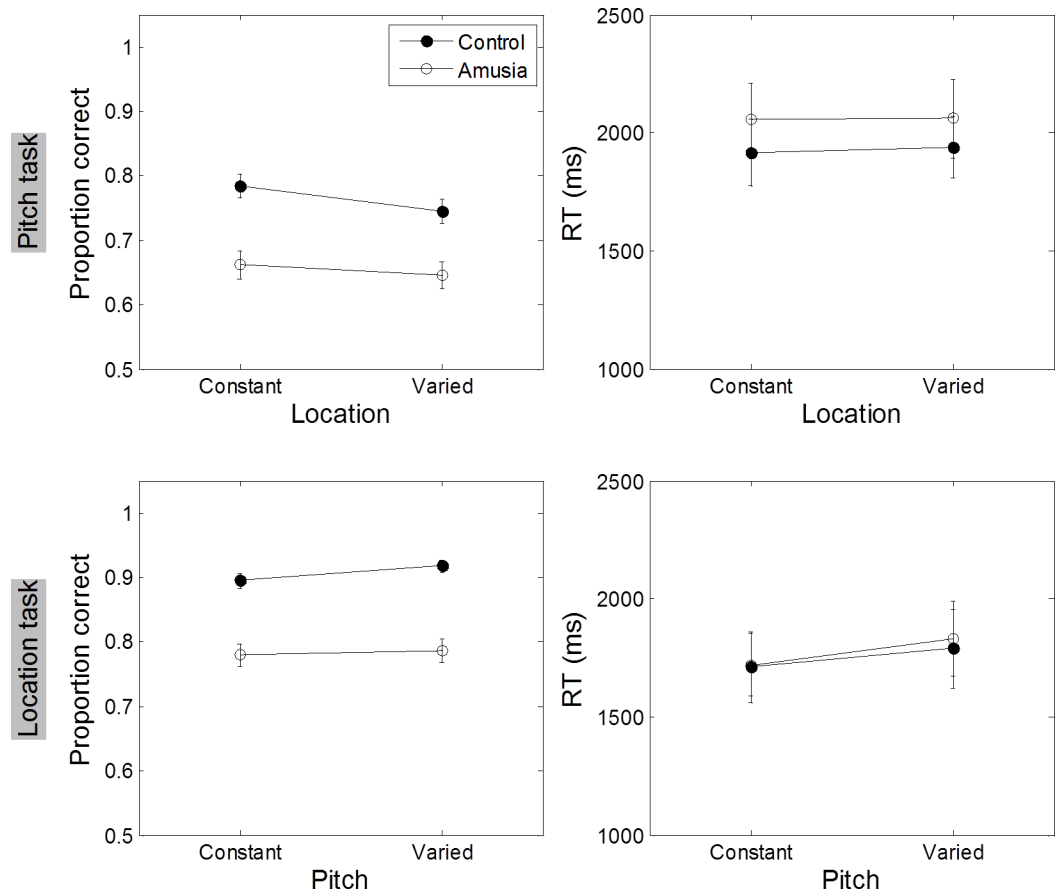 Pitch task
Proportion correct
1
0.9
0.8
0.7
0.6
0.5
Control
Amusia
Constant
Varied
Location
RT (ms)
2500
2000
1500
1000
Constant
Varied
Location
Location task
Proportion correct
1
0.9
0.8
0.7
0.6
0.5
Constant
Varied
Pitch
RT (ms)
2500
2000
1500
1000
Constant
Varied
Pitch